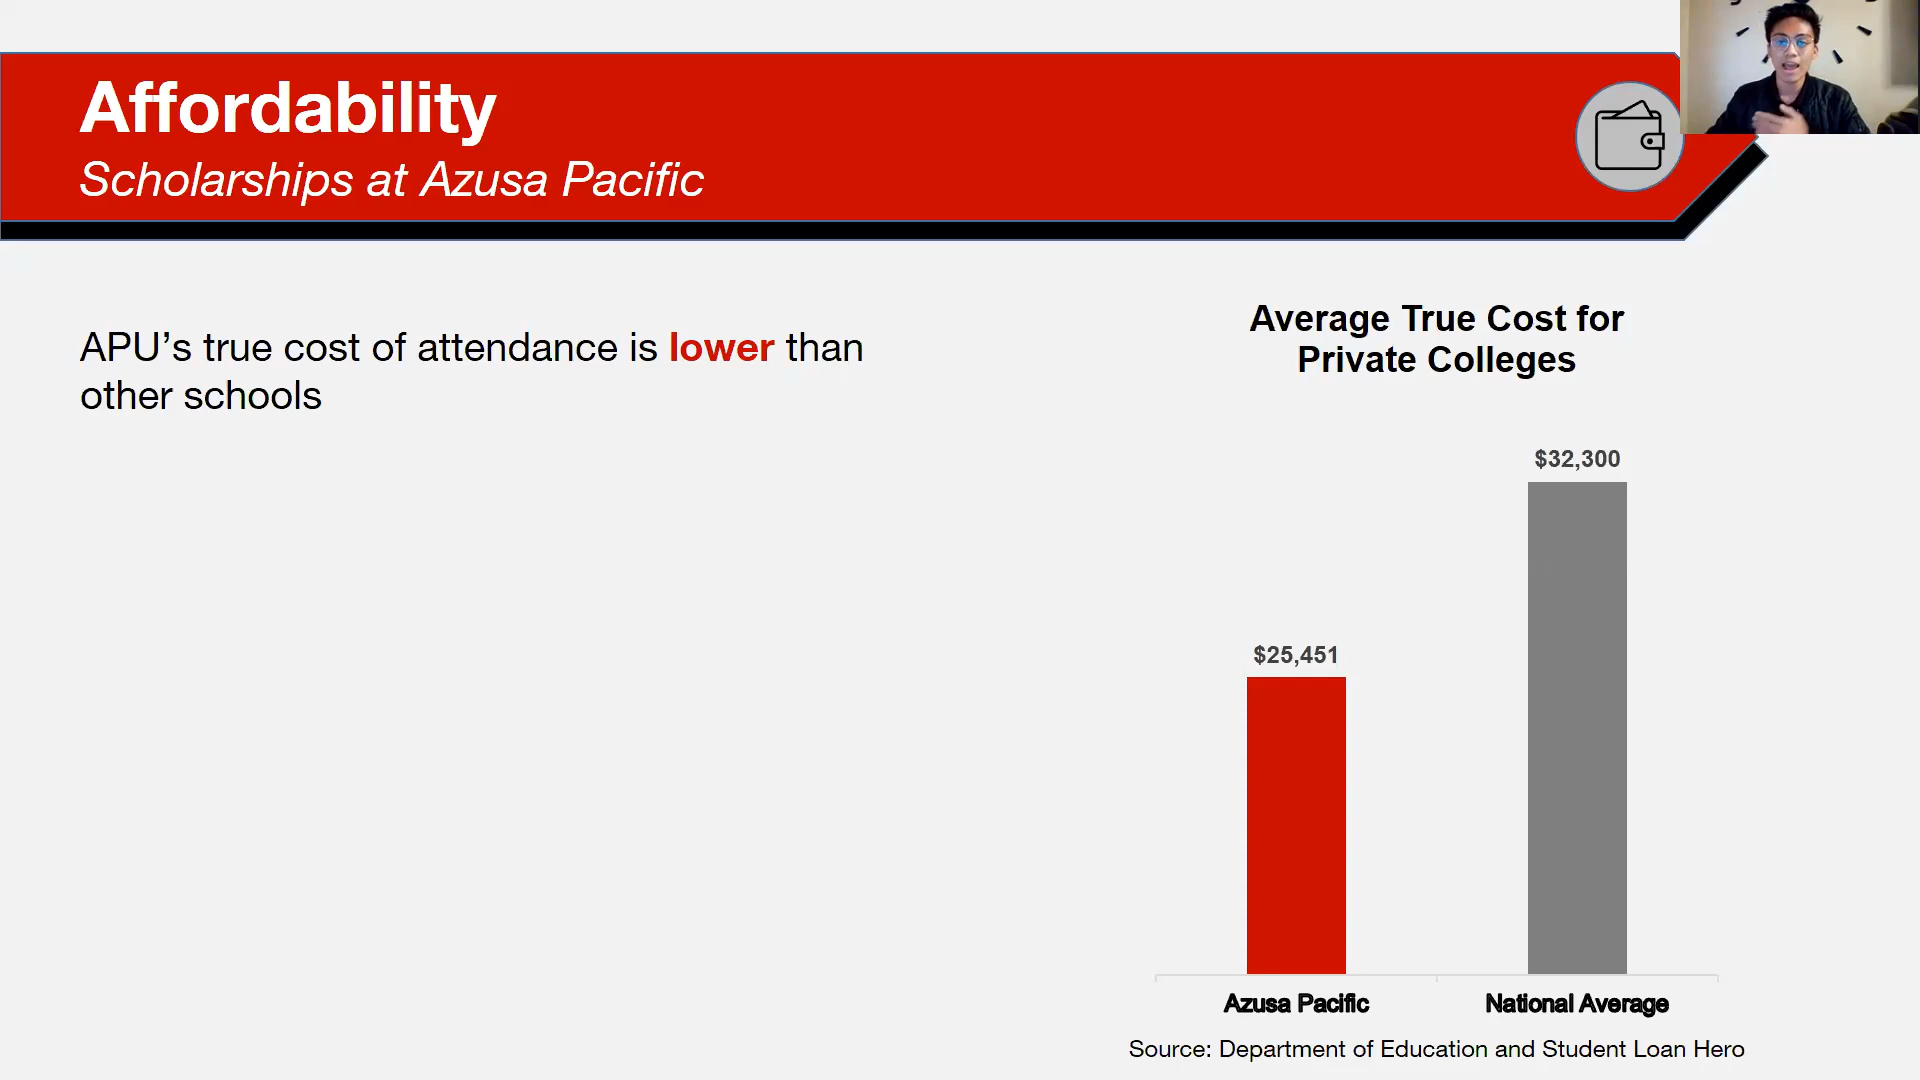 Affordability
Scholarships at Azusa Pacific
APU’s true cost of attendance is lower than
other schools
Average True Cost for
Private Colleges
$32,300
$25,451
Azusa Pacific
National Average
Source: Department of Education and Student Loan Hero